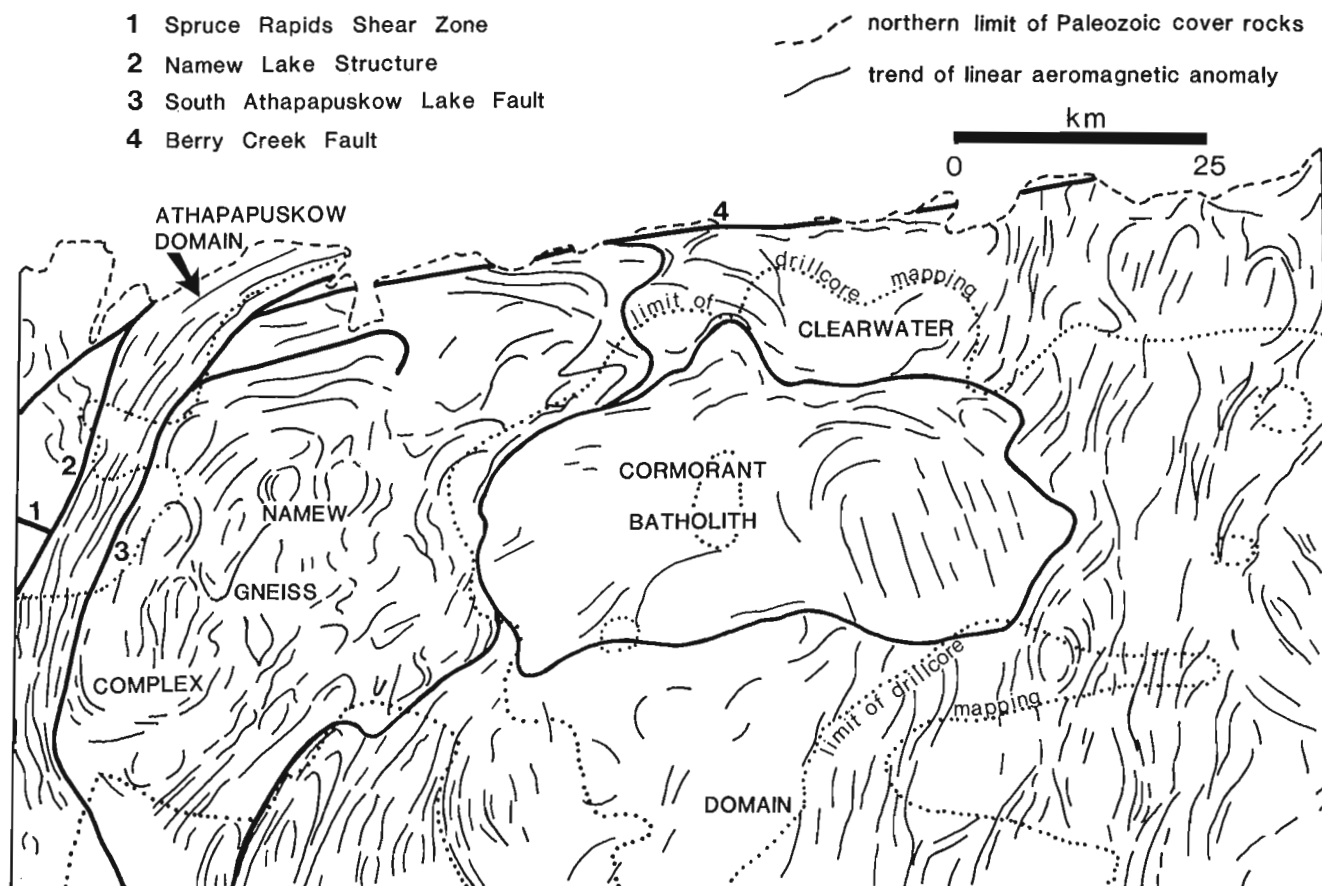 1 Spruce Rapids Shear Zone
2 Namew Lake Structure
3 South Athapapuskow Lake Fault
4 Berry Creek Fault
northern limit of Paleozoic cover rocks
trend of linear aeromagnetic anomaly
km
0 25
ATHAPAPUSKOW
DOMAIN
4
limit of drillcore mapping
CLEARWATER
2
1
3
NAMEW
GNEISS
COMPLEX
CORMORANT
BATHOLITH
limit of drillcore mapping
DOMAIN